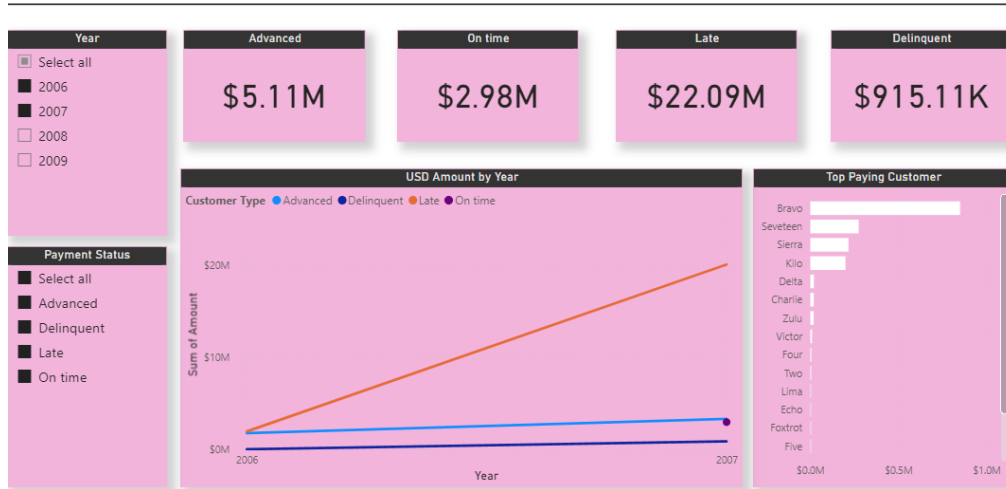 Year
Select all
2006
2007
2008
2009
Advanced
$5.11M
On time
$2.98M
Late
$22.09M
Delinquent
$915.11K
Payment Status
Select all
Advanced
Delinquent
Late
On time
USD Amount by Year
Customer Type Advanced Delinquent Late On time
Sum of Amount
$20M
$10M
$0M
2006 2007
Year
Top Paying Customer
Bravo
Seveteen
Sierra
Kilo
Delta
Charlie
Zulu
Victor
Four
Two
Lima
Echo
Foxtrot
Five
$0.0M $0.5M $1.0M